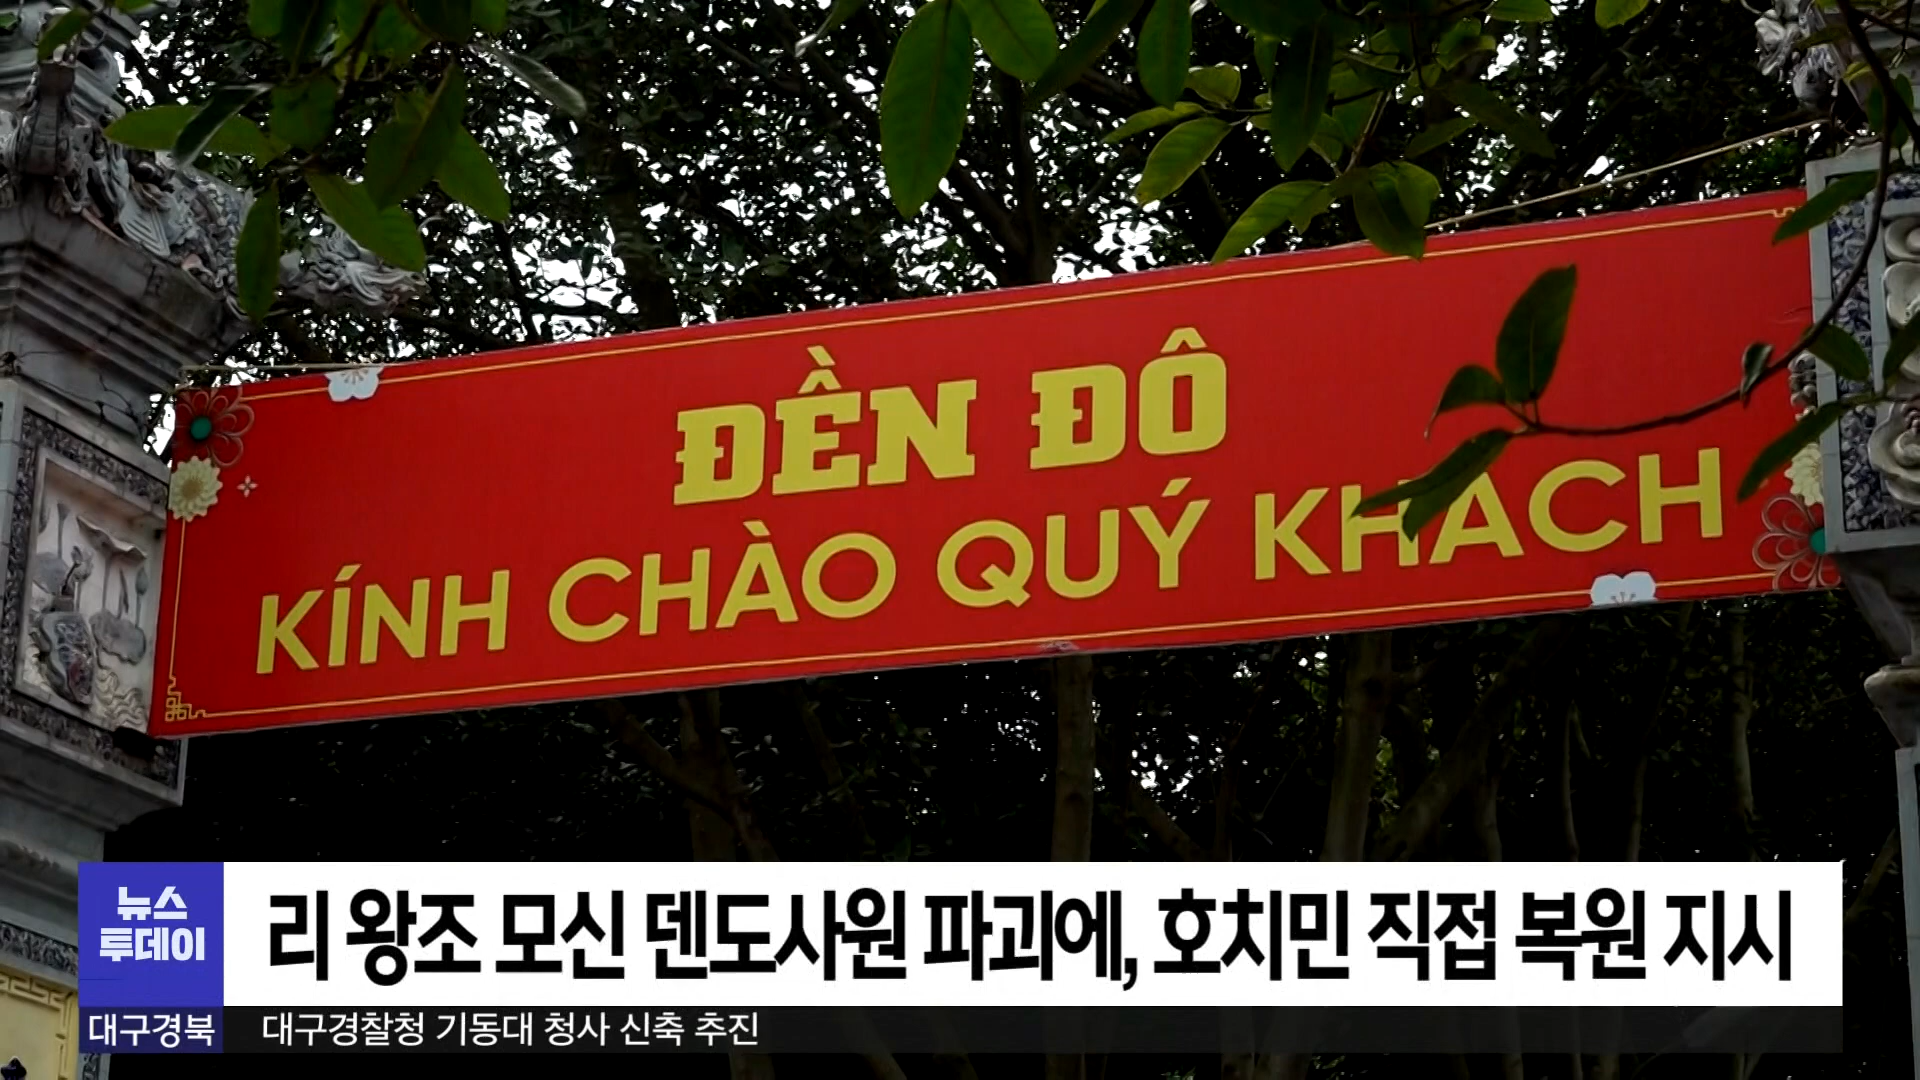 ĐỀN ĐÔ
KÍNH CHÀO QUÝ KHÁCH
뉴스
투데이
리 왕조 모신 덴도사원 파괴에, 호치민 직접 복원 지시
대구경북
대구경찰청 기동대 청사 신축 추진